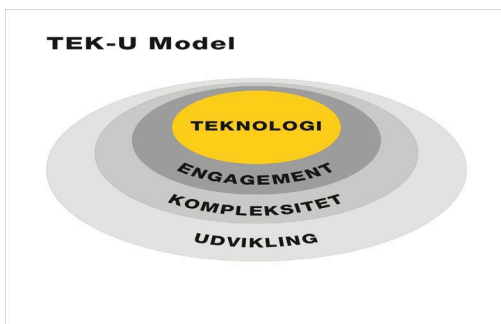 TEK-U Model
TEKNOLOGI
ENGAGEMENT
KOMPLEKSITET
UDVIKLING